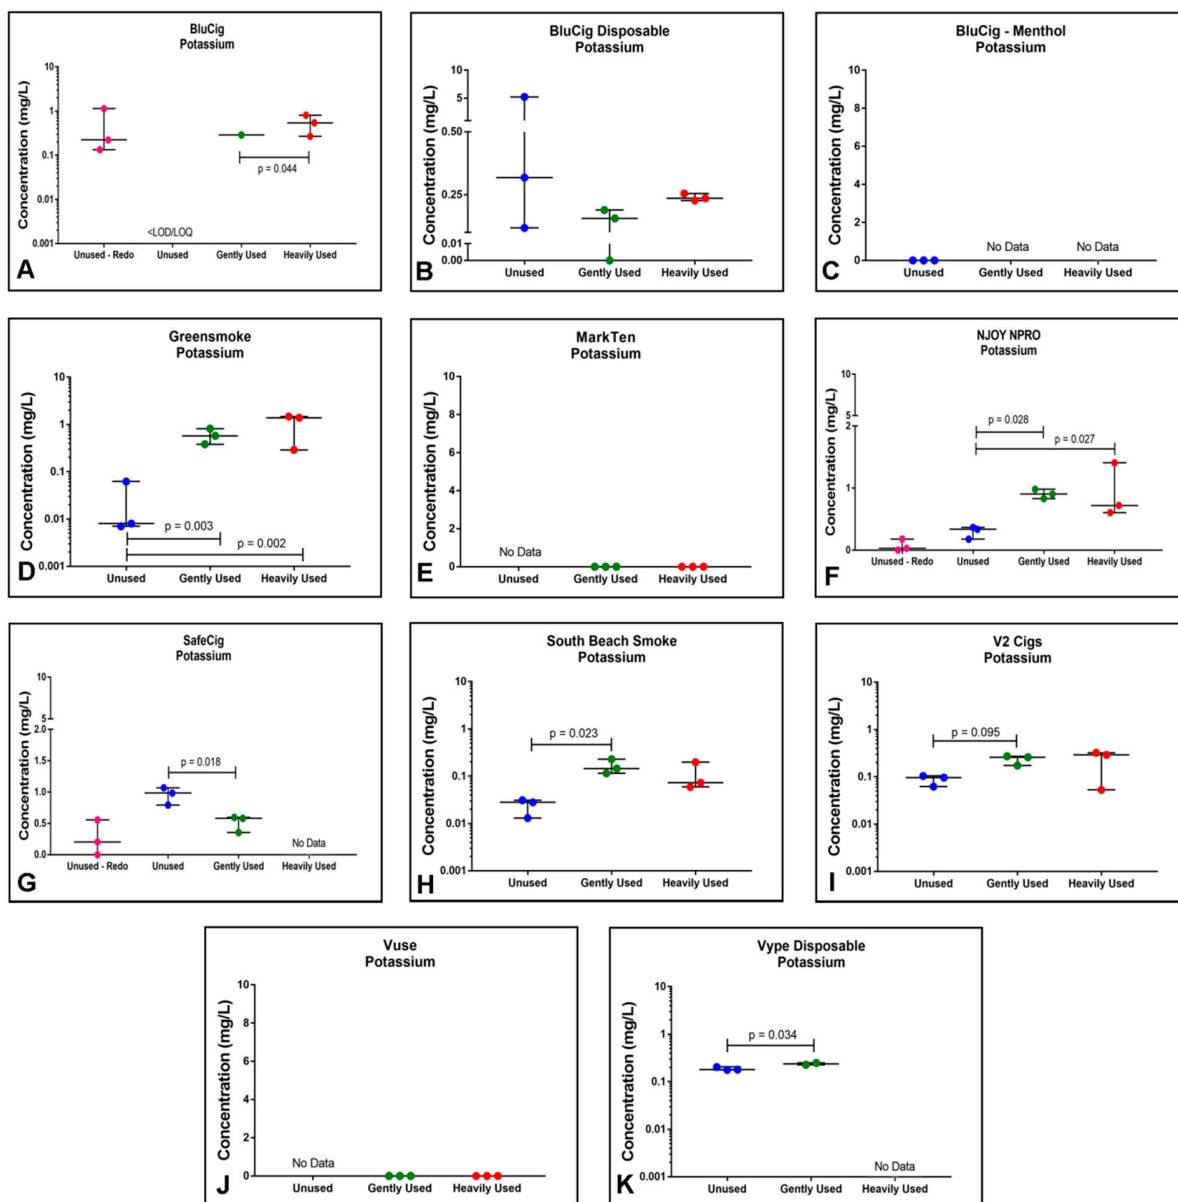 BluCig
Potassium
Concentration (mg/L)
10
1
0.1
0.01
0.001
p = 0.044
<LOD/LOQ
Unused - Redo Unused Gently Used Heavily Used
A
BluCig Disposable
Potassium
Concentration (mg/L)
10
5
0.50
0.25
0.01
0.00
Unused Gently Used Heavily Used
B
BluCig - Menthol
Potassium
Concentration (mg/L)
10
8
6
4
2
0
No Data No Data
Unused Gently Used Heavily Used
C
Greensmoke
Potassium
Concentration (mg/L)
10
1
0.1
0.01
0.001
p = 0.003
p = 0.002
Unused Gently Used Heavily Used
D
MarkTen
Potassium
Concentration (mg/L)
10
8
6
4
2
0
No Data
Unused Gently Used Heavily Used
E
NJOY NPRO
Potassium
Concentration (mg/L)
10
5
2
1
0
p = 0.028
p = 0.027
Unused - Redo Unused Gently Used Heavily Used
F
SafeCig
Potassium
Concentration (mg/L)
10
5
2.0
1.5
1.0
0.5
0.0
p = 0.018
No Data
Unused - Redo Unused Gently Used Heavily Used
G
South Beach Smoke
Potassium
Concentration (mg/L)
10
1
0.1
0.01
0.001
p = 0.023
Unused Gently Used Heavily Used
H
V2 Cigs
Potassium
Concentration (mg/L)
10
1
0.1
0.01
0.001
p = 0.095
Unused Gently Used Heavily Used
I
Vuse
Potassium
Concentration (mg/L)
10
8
6
4
2
0
No Data
Unused Gently Used Heavily Used
J
Vype Disposable
Potassium
Concentration (mg/L)
10
1
0.1
0.01
0.001
p = 0.034
No Data
Unused Gently Used Heavily Used
K